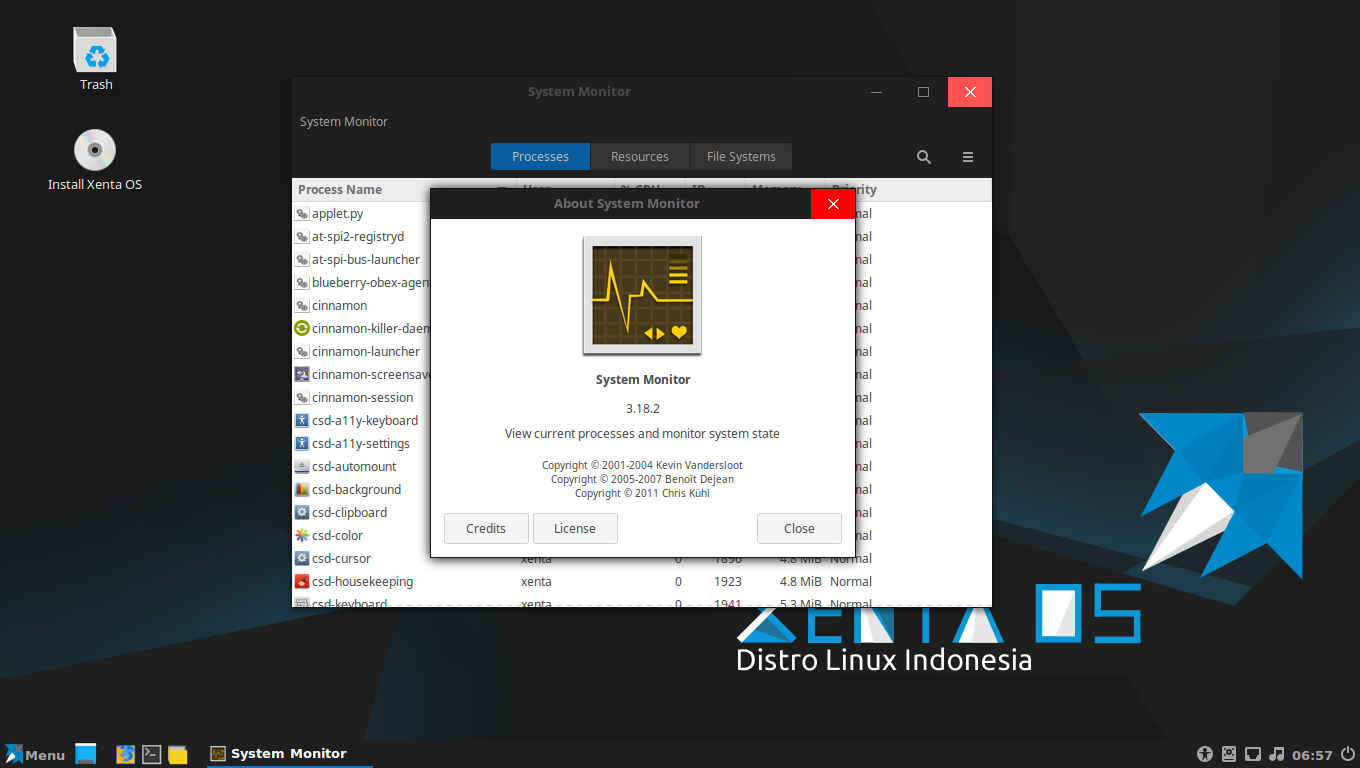 Trash
Install Xenta OS
System Monitor
System Monitor
Processes
Resources
File Systems
Process Name
applet.py
at-spi2-registryd
at-spi-bus-launcher
blueberry-obex-agen
cinnamon
cinnamon-killer-daem
cinnamon-launcher
cinnamon-screensave
cinnamon-session
csd-a11y-keyboard
csd-a11y-settings
csd-automount
csd-background
csd-clipboard
csd-color
csd-cursor xenta 0 1896 4.8 MiB Normal
csd-housekeeping xenta 0 1923 4.8 MiB Normal
csd-keyboard xenta 0 1941 5.3 MiB Normal
About System Monitor
System Monitor
3.18.2
View current processes and monitor system state
Copyright © 2001-2004 Kevin Vandersloot
Copyright © 2005-2007 Benoît Dejean
Copyright © 2011 Chris Kühl
Credits
License
Close
XENTA OS
Distro Linux Indonesia
Menu
System Monitor
06:57